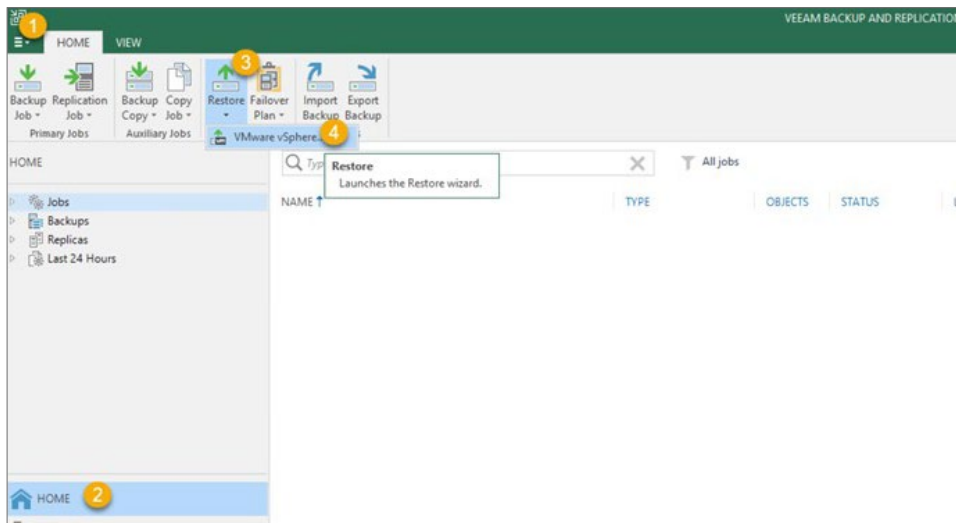 VEEAM BACKUP AND REPLICATION
1
HOME VIEW
3
Backup Replication Backup Copy Restore Failover Import Export
Job Job Copy Job Plan Backup Backup
Primary Jobs Auxiliary Jobs
VMware vSphere... 4
HOME
Typ
All jobs
Restore
Launches the Restore wizard.
Jobs
NAME TYPE OBJECTS STATUS
Backups
Replicas
Last 24 Hours
HOME 2